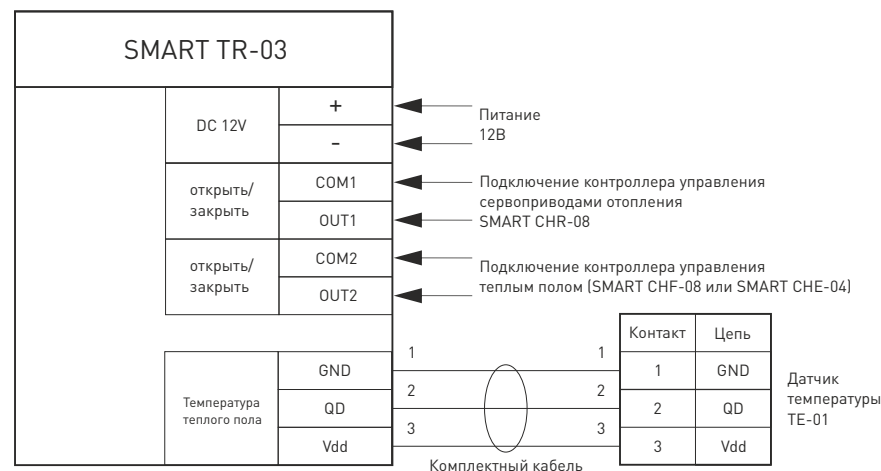 SMART TR-03
DC 12V
+
-
Питание
12В
открыть/
закрыть
COM1
OUT1
Подключение контроллера управления
сервоприводами отопления
SMART CHR-08
открыть/
закрыть
COM2
OUT2
Подключение контроллера управления
теплым полом (SMART CHF-08 или SMART CHE-04)
Температура
теплого пола
GND
QD
Vdd
1
2
3
1
2
3
Комплектный кабель
Контакт Цепь
1 GND
2 QD
3 Vdd
Датчик
температуры
TE-01